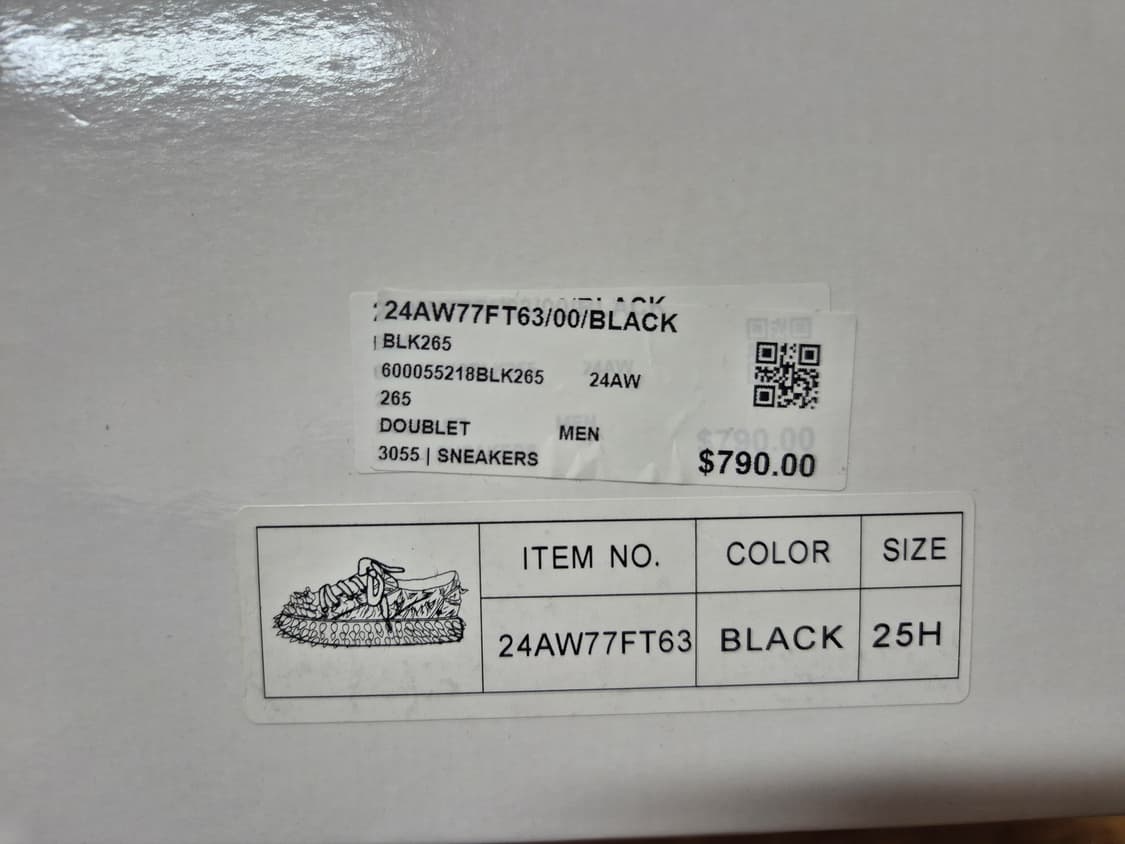 24AW77FT63/00/BLACK
BLK265
600055218BLK265 24AW
265
DOUBLET MEN
3055 | SNEAKERS $790.00
ITEM NO. COLOR SIZE
24AW77FT63 BLACK 25H